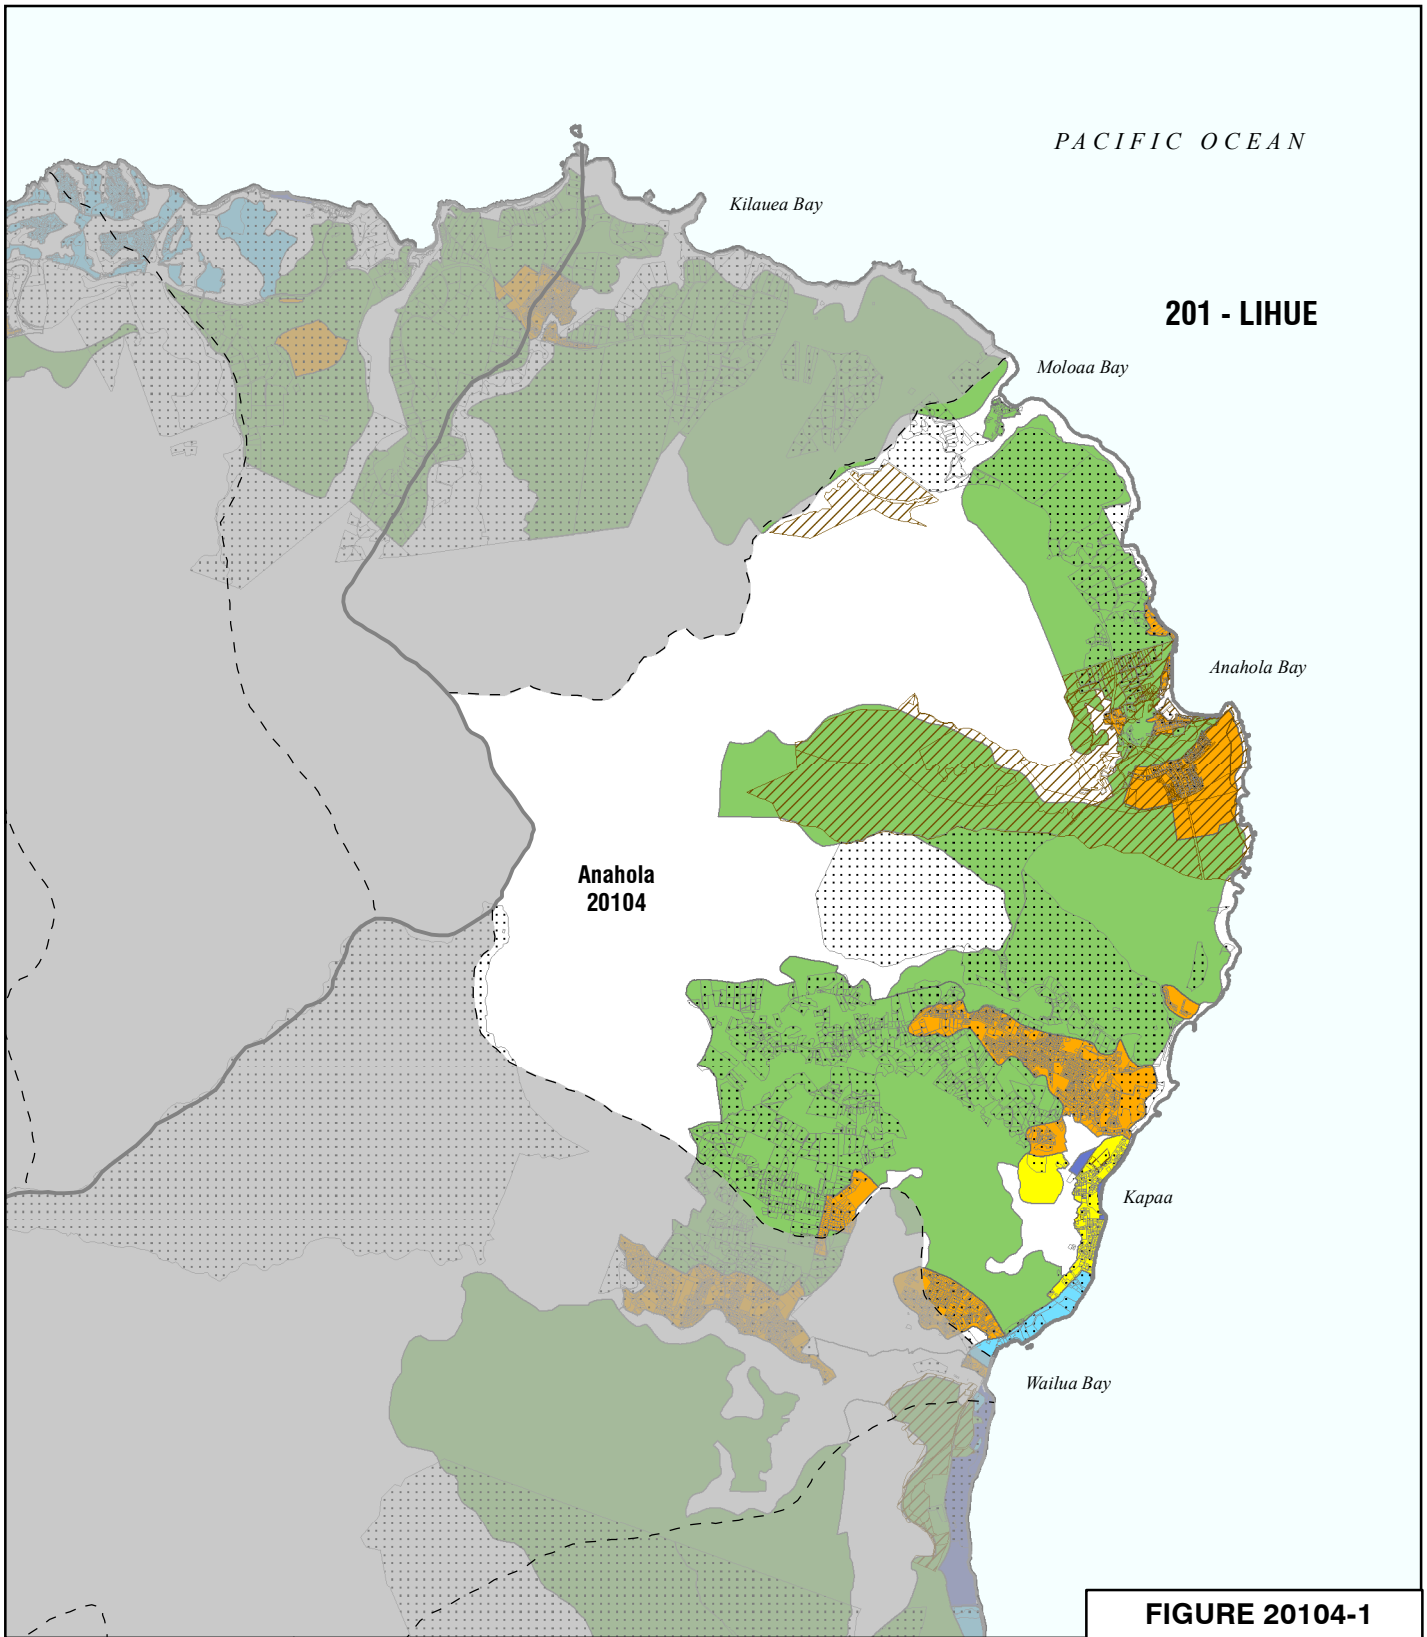 PACIFIC OCEAN
Kilauea Bay
201 - LIHUE
Moloaa Bay
Anahola Bay
Anahola
20104
Kapaa
Wailua Bay
FIGURE 20104-1